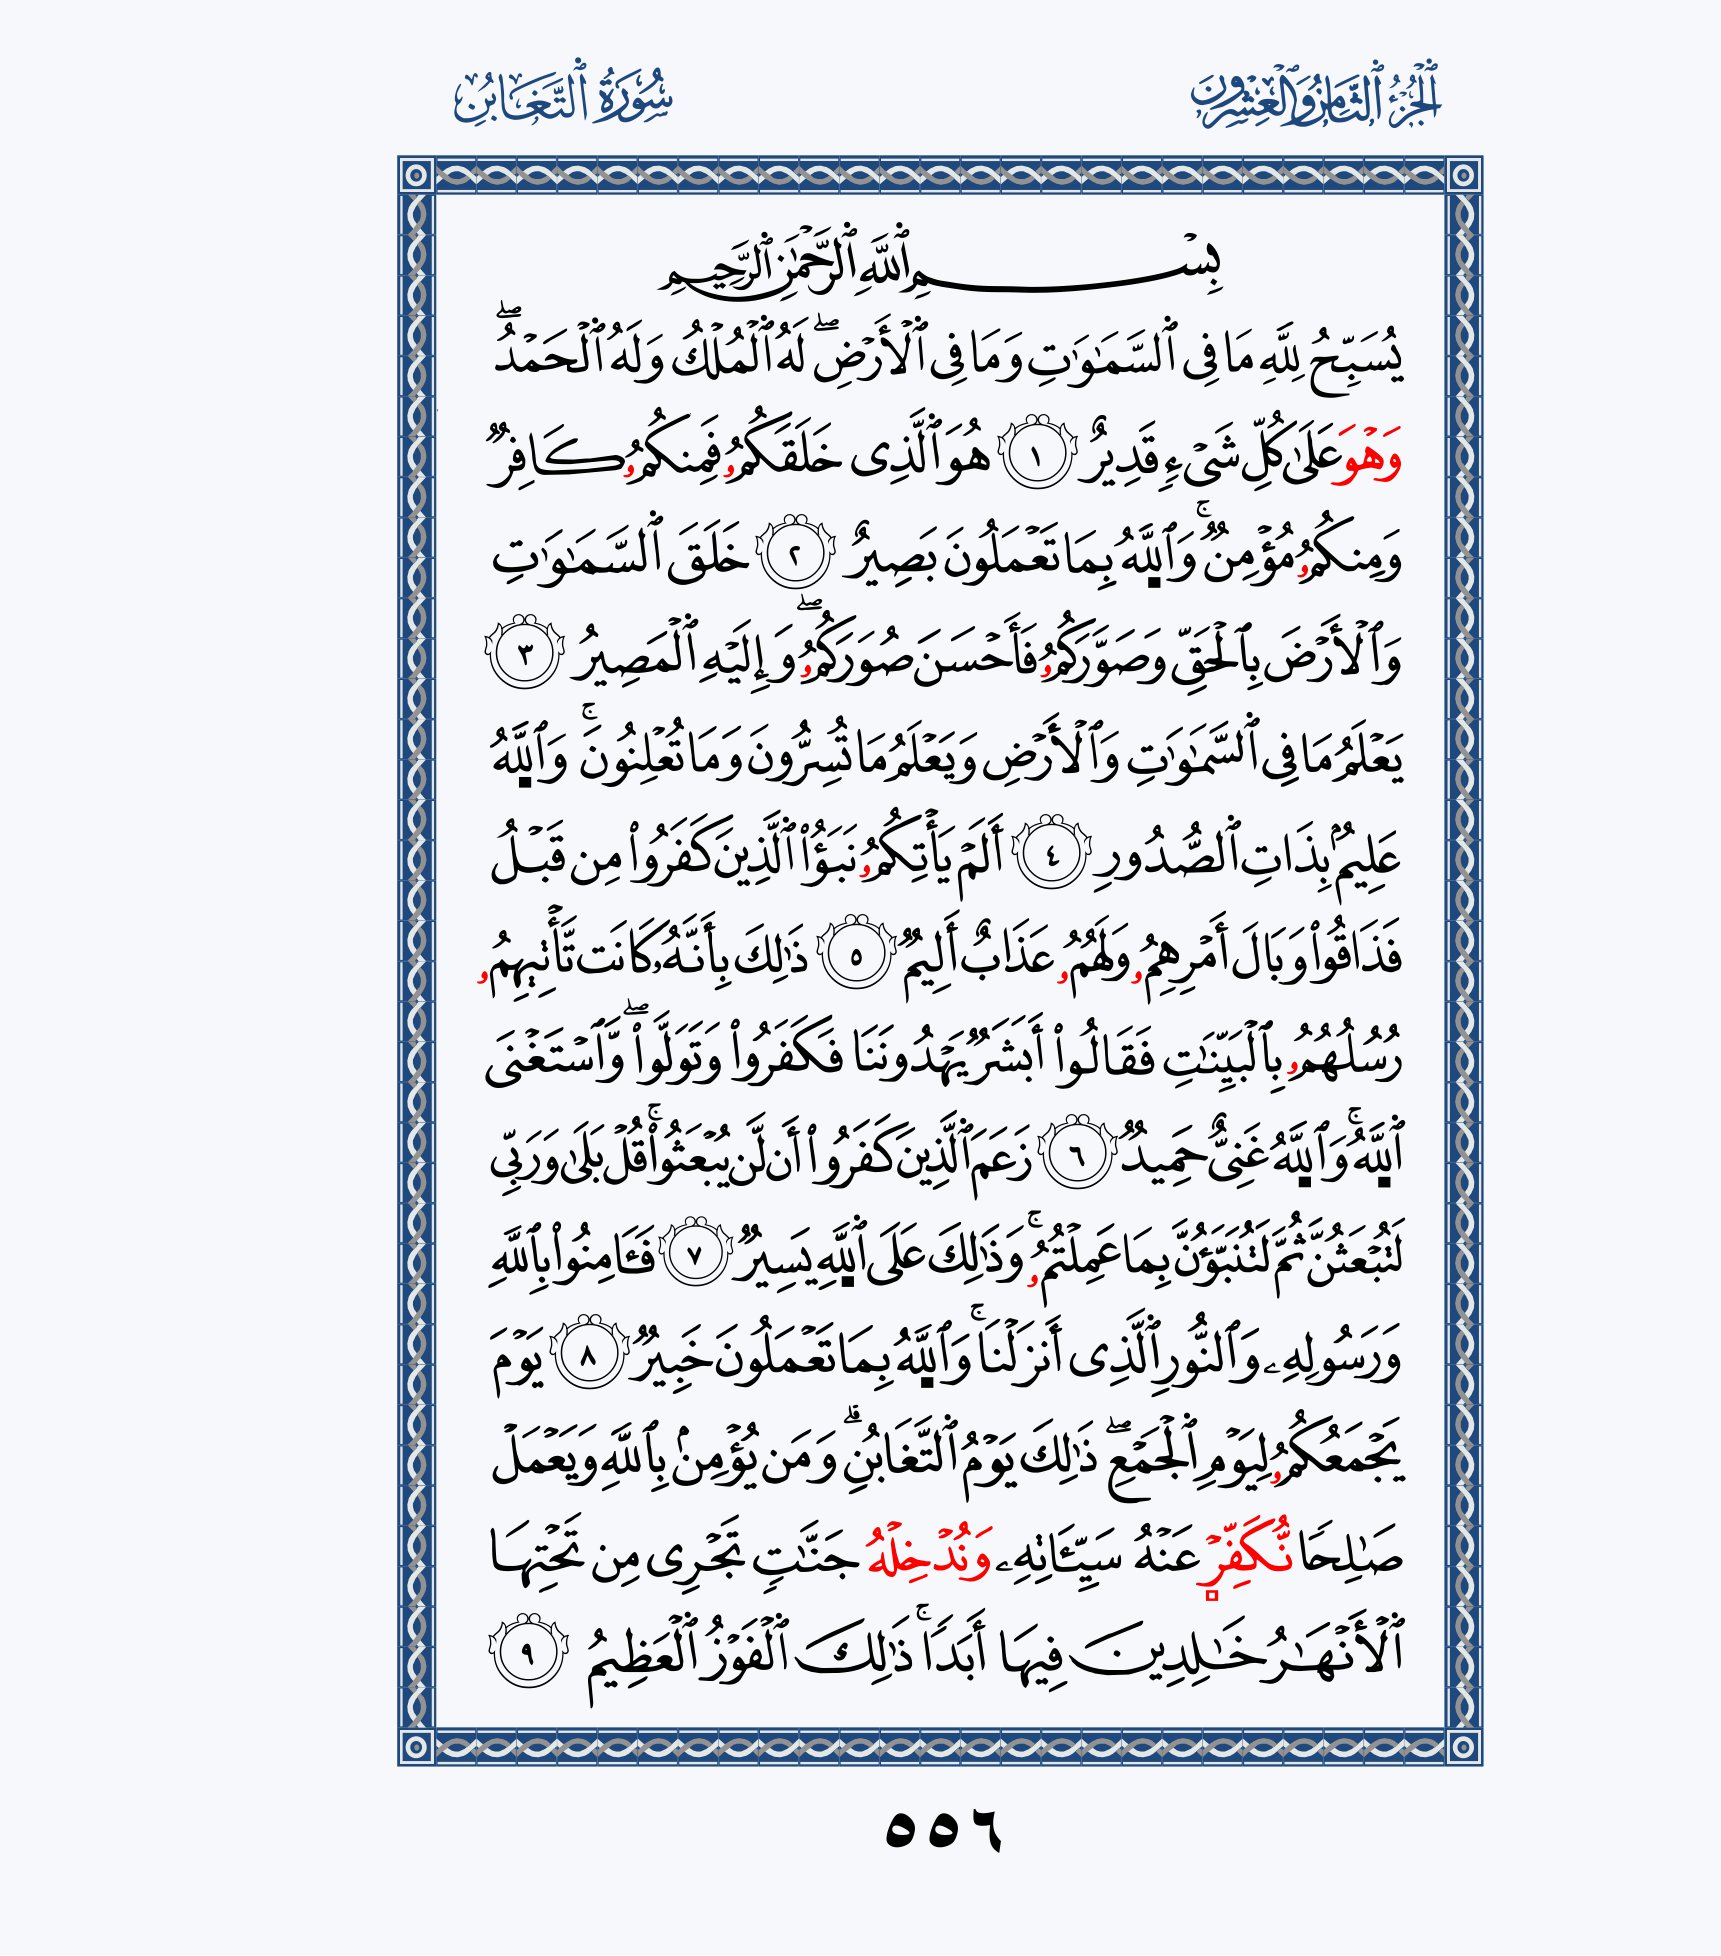 ٱلْجُزْءُ ٱلثَّامِنُ وَٱلْعِشْرُونَ
سُورَةُ ٱلتَّغَابُنِ
بِسْمِ ٱللَّهِ ٱلرَّحْمَٰنِ ٱلرَّحِيمِ
يُسَبِّحُ لِلَّهِ مَا فِى ٱلسَّمَٰوَٰتِ وَمَا فِى ٱلْأَرْضِۖ لَهُ ٱلْمُلْكُ وَلَهُ ٱلْحَمْدُۖ
وَهْوَ عَلَىٰ كُلِّ شَىْءٍ قَدِيرٌ ١ هُوَ ٱلَّذِى خَلَقَكُمُۥ فَمِنكُمُۥ كَافِرٌ
وَمِنكُمُۥ مُؤْمِنٌۚ وَٱللَّهُ بِمَا تَعْمَلُونَ بَصِيرٌ ٢ خَلَقَ ٱلسَّمَٰوَٰتِ
وَٱلْأَرْضَ بِٱلْحَقِّ وَصَوَّرَكُمُۥ فَأَحْسَنَ صُوَرَكُمُۥۖ وَإِلَيْهِ ٱلْمَصِيرُ ٣
يَعْلَمُ مَا فِى ٱلسَّمَٰوَٰتِ وَٱلْأَرْضِ وَيَعْلَمُ مَا تُسِرُّونَ وَمَا تُعْلِنُونَۚ وَٱللَّهُ
عَلِيمُۢ بِذَاتِ ٱلصُّدُورِ ٤ أَلَمْ يَأْتِكُمُۥ نَبَؤُا۟ ٱلَّذِينَ كَفَرُوا۟ مِن قَبْلُ
فَذَاقُوا۟ وَبَالَ أَمْرِهِمُۥ وَلَهُمُۥ عَذَابٌ أَلِيمٌ ٥ ذَٰلِكَ بِأَنَّهُۥ كَانَت تَّأْتِيهِمُۥ
رُسُلُهُمُۥ بِٱلْبَيِّنَٰتِ فَقَالُوا۟ أَبَشَرٌ يَهْدُونَنَا فَكَفَرُوا۟ وَتَوَلَّوا۟ۖ وَّٱسْتَغْنَى
ٱللَّهُۚ وَٱللَّهُ غَنِىٌّ حَمِيدٌ ٦ زَعَمَ ٱلَّذِينَ كَفَرُوا۟ أَن لَّن يُبْعَثُوا۟ۚ قُلْ بَلَىٰ وَرَبِّى
لَتُبْعَثُنَّ ثُمَّ لَتُنَبَّؤُنَّ بِمَا عَمِلْتُمُۥۚ وَذَٰلِكَ عَلَى ٱللَّهِ يَسِيرٌ ٧ فَـَٔامِنُوا۟ بِٱللَّهِ
وَرَسُولِهِۦ وَٱلنُّورِ ٱلَّذِى أَنزَلْنَاۚ وَٱللَّهُ بِمَا تَعْمَلُونَ خَبِيرٌ ٨ يَوْمَ
يَجْمَعُكُمُۥ لِيَوْمِ ٱلْجَمْعِۖ ذَٰلِكَ يَوْمُ ٱلتَّغَابُنِۗ وَمَن يُؤْمِنۢ بِٱللَّهِ وَيَعْمَلْ
صَٰلِحًا نُّكَفِّرْ عَنْهُ سَيِّـَٔاتِهِۦ وَنُدْخِلْهُ جَنَّٰتٍ تَجْرِى مِن تَحْتِهَا
ٱلْأَنْهَٰرُ خَٰلِدِينَ فِيهَا أَبَدًاۚ ذَٰلِكَ ٱلْفَوْزُ ٱلْعَظِيمُ ٩
٥٥٦